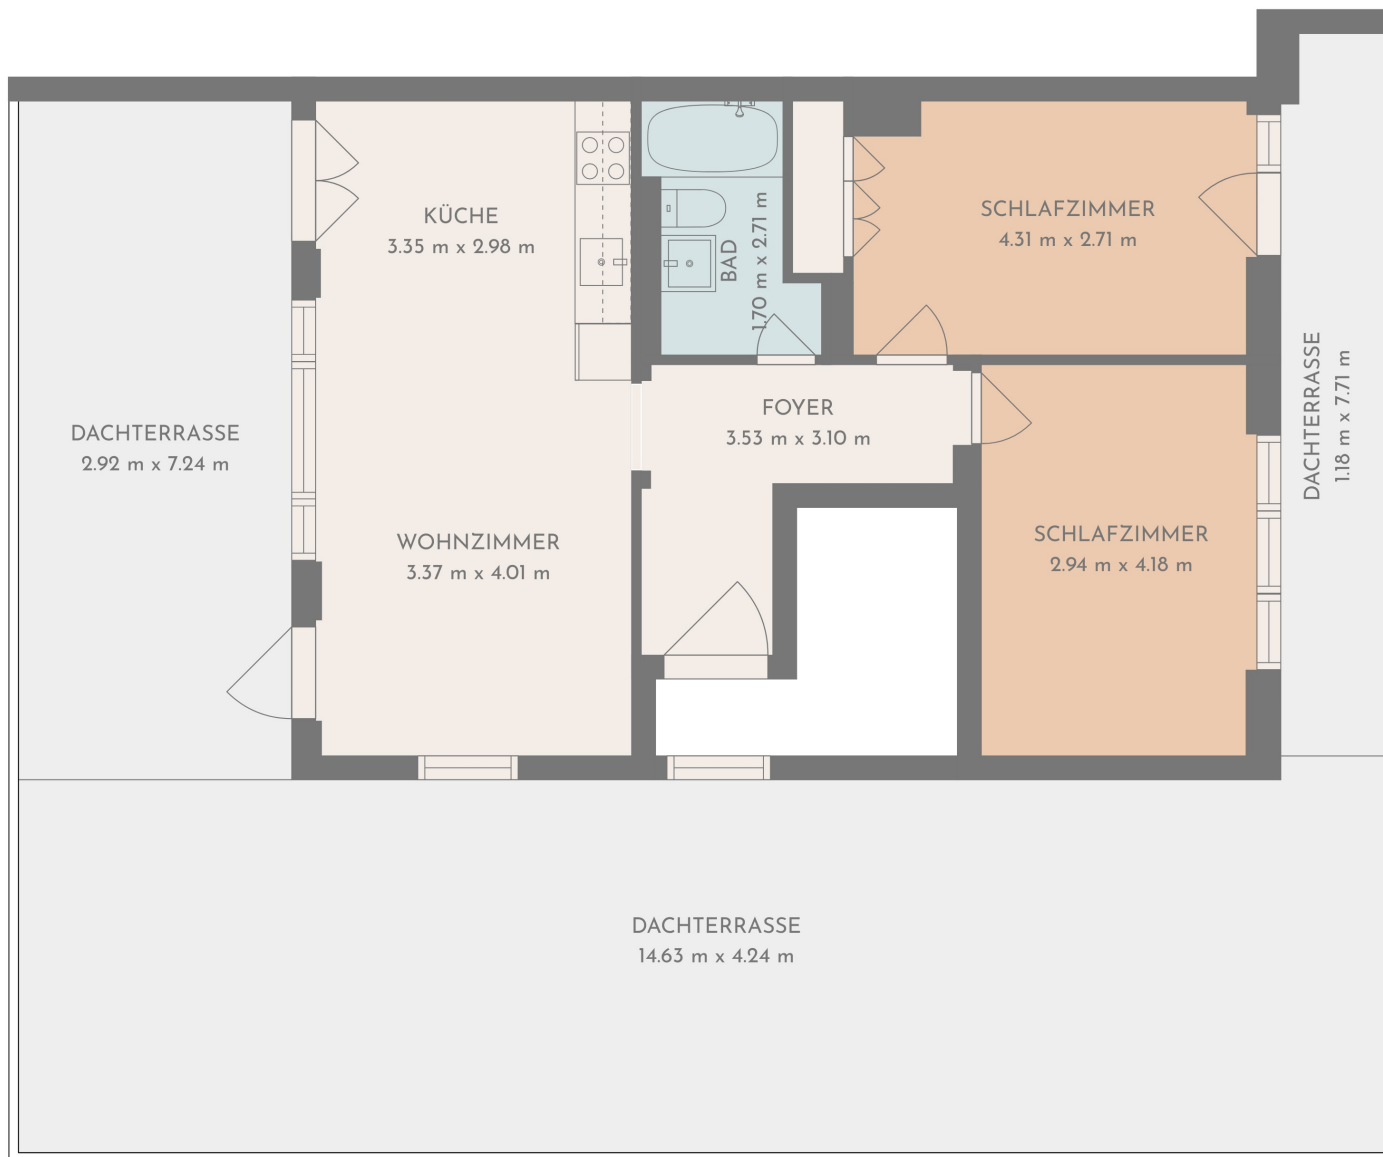 KÜCHE
3.35 m x 2.98 m
BAD
1.70 m x 2.71 m
SCHLAFZIMMER
4.31 m x 2.71 m
DACHTERRASSE
2.92 m x 7.24 m
FOYER
3.53 m x 3.10 m
DACHTERRASSE
1.18 m x 7.71 m
WOHNZIMMER
3.37 m x 4.01 m
SCHLAFZIMMER
2.94 m x 4.18 m
DACHTERRASSE
14.63 m x 4.24 m